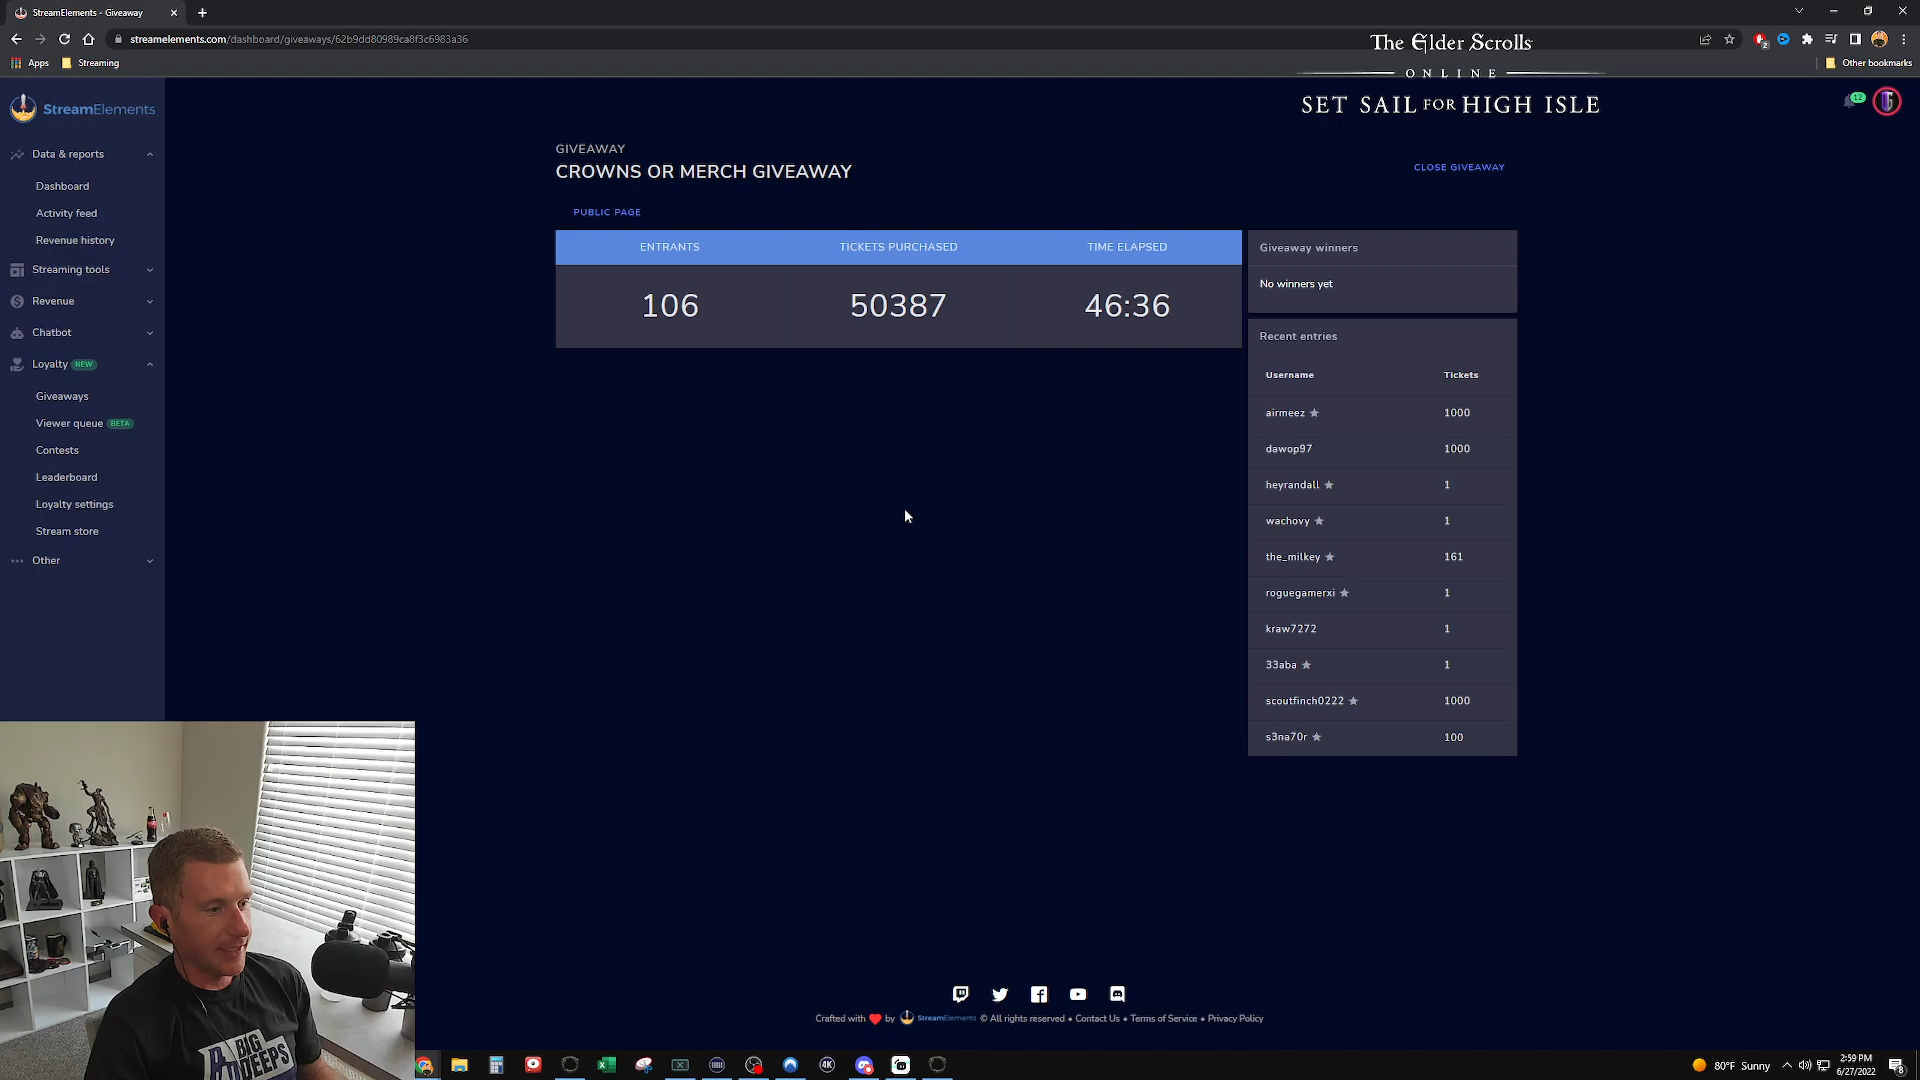 StreamElements - Giveaway
streamelements.com/dashboard/giveaways/62b9dd80989ca8f3c6983a36
2
Apps
Streaming
Other bookmarks
The Elder Scrolls
ONLINE
SET SAIL FOR HIGH ISLE
StreamElements
12
Data & reports
Dashboard
Activity feed
Revenue history
Streaming tools
Revenue
Chatbot
Loyalty NEW
Giveaways
Viewer queue BETA
Contests
Leaderboard
Loyalty settings
Stream store
Other
GIVEAWAY
CROWNS OR MERCH GIVEAWAY
CLOSE GIVEAWAY
PUBLIC PAGE
ENTRANTS TICKETS PURCHASED TIME ELAPSED
106 50387 46:36
Giveaway winners
No winners yet
Recent entries
Username Tickets
airmeez 1000
dawop97 1000
heyrandall 1
wachovy 1
the_milkey 161
roguegamerxi 1
kraw7272 1
33aba 1
scoutfinch0222 1000
s3na70r 100
BIG
DEEPS
Crafted with by StreamElements © All rights reserved • Contact Us • Terms of Service • Privacy Policy
4K
80°F Sunny
2:59 PM
6/27/2022
8